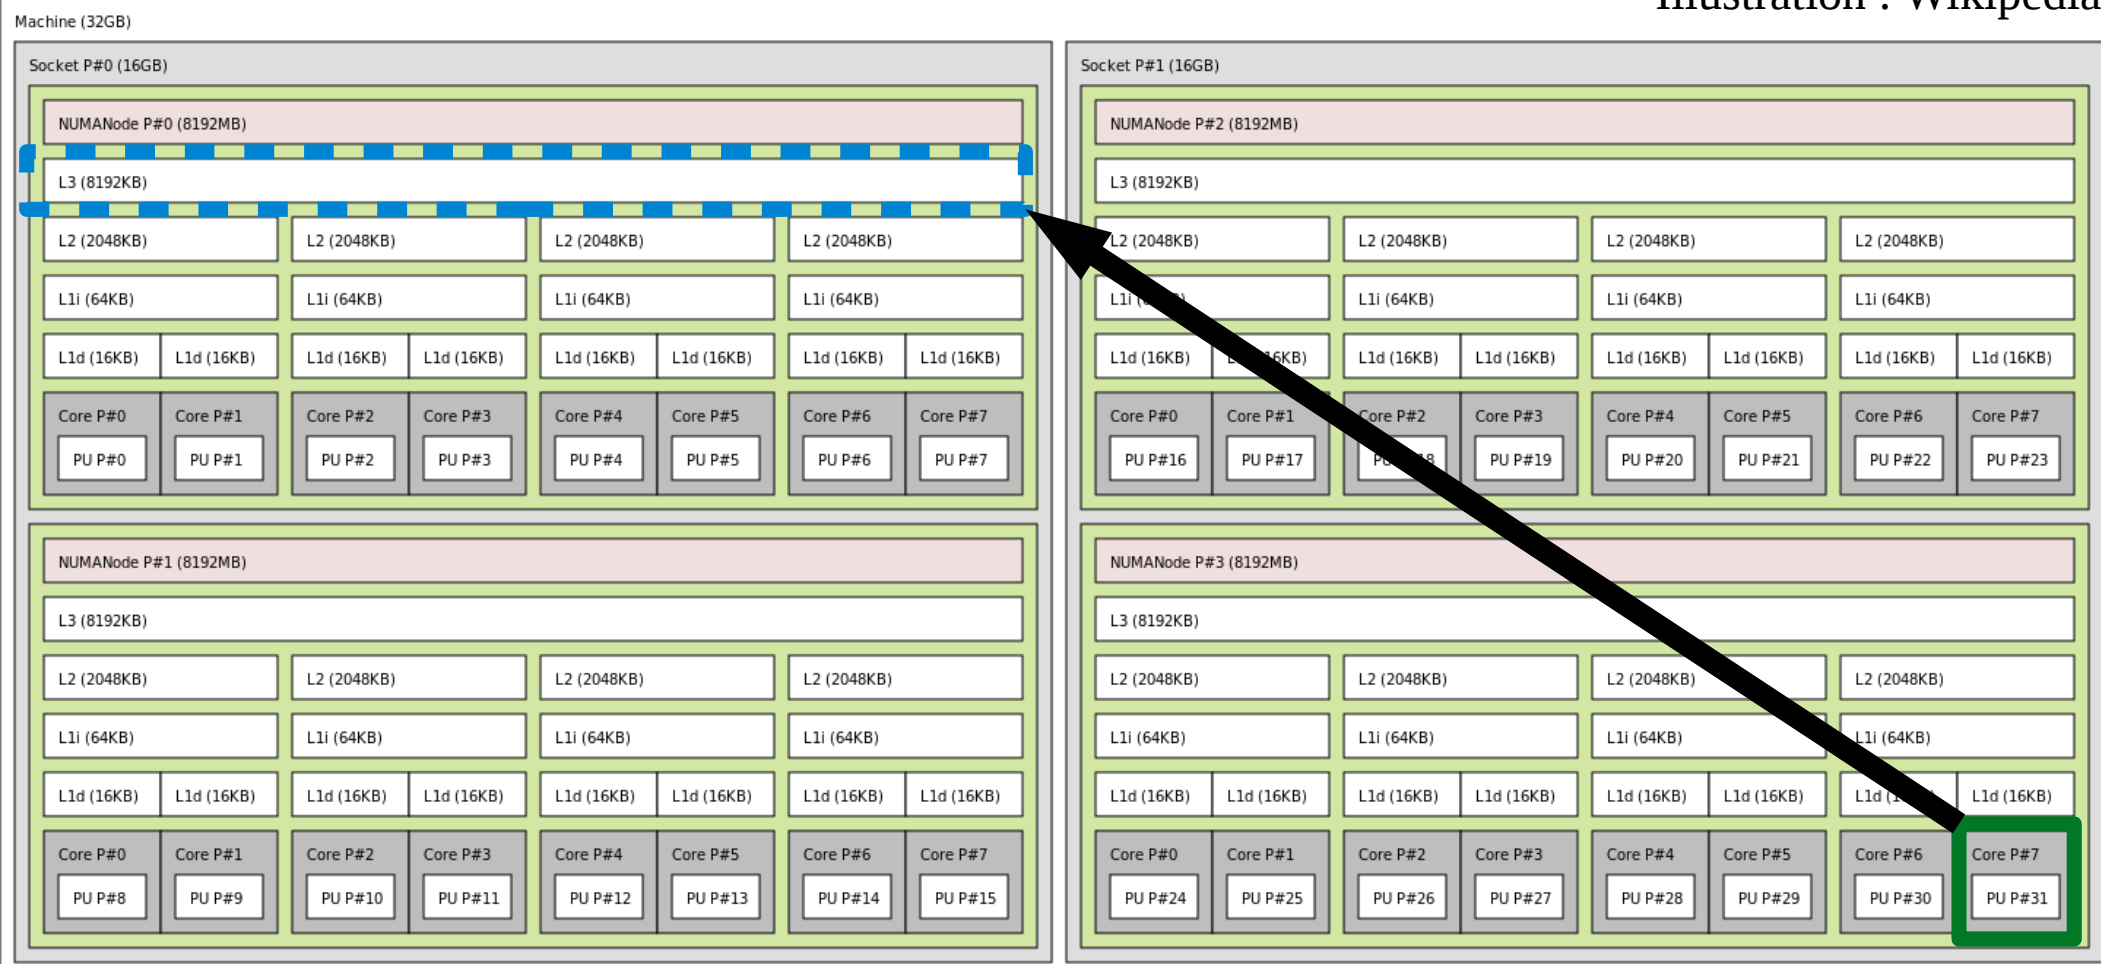 Illustration : Wikipedia
Machine (32GB)
Socket P#0 (16GB)
NUMANode P#0 (8192MB)
L3 (8192KB)
L2 (2048KB) L2 (2048KB) L2 (2048KB) L2 (2048KB)
L1i (64KB) L1i (64KB) L1i (64KB) L1i (64KB)
L1d (16KB) L1d (16KB) L1d (16KB) L1d (16KB) L1d (16KB) L1d (16KB) L1d (16KB) L1d (16KB)
Core P#0 Core P#1 Core P#2 Core P#3 Core P#4 Core P#5 Core P#6 Core P#7
PU P#0 PU P#1 PU P#2 PU P#3 PU P#4 PU P#5 PU P#6 PU P#7
NUMANode P#1 (8192MB)
L3 (8192KB)
L2 (2048KB) L2 (2048KB) L2 (2048KB) L2 (2048KB)
L1i (64KB) L1i (64KB) L1i (64KB) L1i (64KB)
L1d (16KB) L1d (16KB) L1d (16KB) L1d (16KB) L1d (16KB) L1d (16KB) L1d (16KB) L1d (16KB)
Core P#0 Core P#1 Core P#2 Core P#3 Core P#4 Core P#5 Core P#6 Core P#7
PU P#8 PU P#9 PU P#10 PU P#11 PU P#12 PU P#13 PU P#14 PU P#15
Socket P#1 (16GB)
NUMANode P#2 (8192MB)
L3 (8192KB)
L2 (2048KB) L2 (2048KB) L2 (2048KB) L2 (2048KB)
L1i L1i (64KB) L1i (64KB) L1i (64KB)
L1d (16KB) L1d (16KB) L1d (16KB) L1d (16KB) L1d (16KB) L1d (16KB) L1d (16KB)
Core P#0 Core P#1 Core P#2 Core P#3 Core P#4 Core P#5 Core P#6 Core P#7
PU P#16 PU P#17 PU P#19 PU P#20 PU P#21 PU P#22 PU P#23
NUMANode P#3 (8192MB)
L3 (8192KB)
L2 (2048KB) L2 (2048KB) L2 (2048KB) L2 (2048KB)
L1i (64KB) L1i (64KB) L1i (64KB) L1i (64KB)
L1d (16KB) L1d (16KB) L1d (16KB) L1d (16KB) L1d (16KB) L1d (16KB) L1d L1d (16KB)
Core P#0 Core P#1 Core P#2 Core P#3 Core P#4 Core P#5 Core P#6 Core P#7
PU P#24 PU P#25 PU P#26 PU P#27 PU P#28 PU P#29 PU P#30 PU P#31